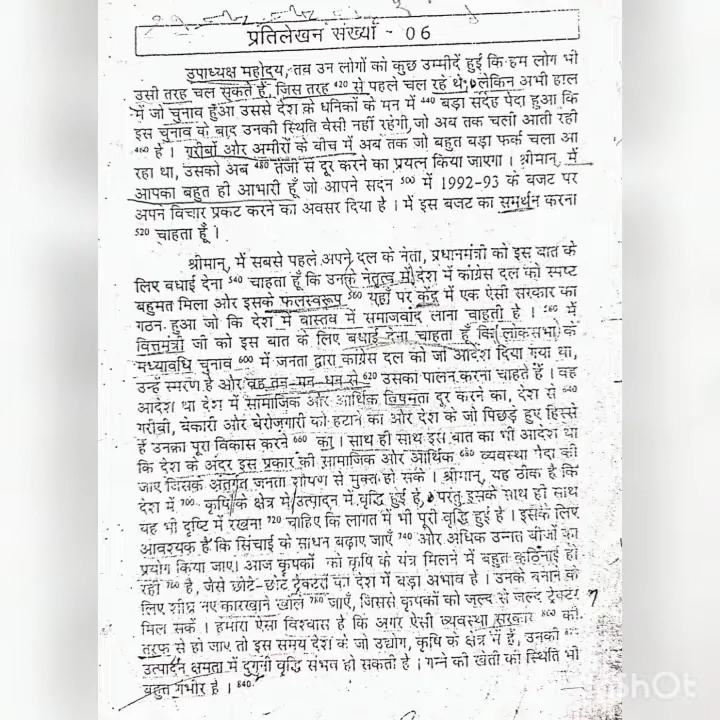 प्रतिलेखन संख्या - 06
उपाध्यक्ष महोदय, तब उन लोगों को कुछ उम्मीदें हुई कि हम लोग भी
उसी तरह चल सकते हैं, जिस तरह 420 से पहले चल रहे थे, लेकिन अभी हाल
में जो चुनाव हुआ उससे देश के धनिकों के मन में 440 बड़ा संदेह पैदा हुआ कि
इस चुनाव के बाद उनकी स्थिति वैसी नहीं रहेगी, जो अब तक चली आती रही
460 है। गरीबों और अमीरों के बीच में अब तक जो बहुत बड़ा फर्क चला आ
रहा था, उसको अब 480 तेजी से दूर करने का प्रयत्न किया जाएगा। श्रीमान्, में
आपका बहुत ही आभारी हूँ जो आपने सदन 500 में 1992-93 के बजट पर
अपने विचार प्रकट करने का अवसर दिया है। में इस बजट का समर्थन करना
520 चाहता हूँ।
श्रीमान्, मैं सबसे पहले अपने दल के नेता, प्रधानमंत्री को इस बात के
लिए बधाई देना 540 चाहता हूँ कि उनके नेतृत्व में देश में कांग्रेस दल को स्पष्ट
बहुमत मिला और इसके फलस्वरूप 560 यहाँ पर केंद्र में एक ऐसी सरकार का
गठन हुआ जो कि देश में वास्तव में समाजवाद लाना चाहती है। 580 में
वित्तमंत्री जी को इस बात के लिए बधाई देना चाहता हूँ कि लोकसभा के
मध्यावधि चुनाव 600 में जनता द्वारा कांग्रेस दल को जो आदेश दिया गया था,
उन्हें स्मरण है और वह तन-मन-धन से 620 उसका पालन करना चाहते हैं। वह
आदेश था देश में सामाजिक और आर्थिक विषमता दूर करने का, देश से 640
गरीबी, बेकारी और बेरोज़गारी को हटाने का और देश के जो पिछड़े हुए हिस्से
हैं उनका पूरा विकास करने 660 का। साथ ही साथ इस बात का भी आदेश था
कि देश के अंदर इस प्रकार की सामाजिक और आर्थिक 680 व्यवस्था पैदा की
जाए जिसके अंतर्गत जनता शोषण से मुक्त हो सके। श्रीमान्, यह ठीक है कि
देश में 700 कृषि के क्षेत्र में उत्पादन में वृद्धि हुई है, परंतु इसके साथ ही साथ
यह भी दृष्टि में रखना 720 चाहिए कि लागत में भी पूरी वृद्धि हुई है। इसके लिए
आवश्यक है कि सिंचाई के साधन बढ़ाए जाएँ 740 और अधिक उन्नत बीजों का
प्रयोग किया जाए। आज कृषकों को कृषि के यंत्र मिलने में बहुत कठिनाई हो
रही 760 है, जैसे छोटे-छोटे ट्रैक्टरों का देश में बड़ा अभाव है। उनके बनाने के
लिए शीघ्र नए कारखाने खोले 780 जाएँ, जिससे कृषकों को जल्द से जल्द ट्रैक्टर
मिल सकें। हमारा ऐसा विश्वास है कि अगर ऐसी व्यवस्था सरकार 800 की
तरफ से हो जाए तो इस समय देश के जो उद्योग, कृषि के क्षेत्र में हैं, उनकी
उत्पादन क्षमता में दुगुनी वृद्धि संभव हो सकती है। गन्ने की खेती की स्थिति भी
बहुत गंभीर है। 840